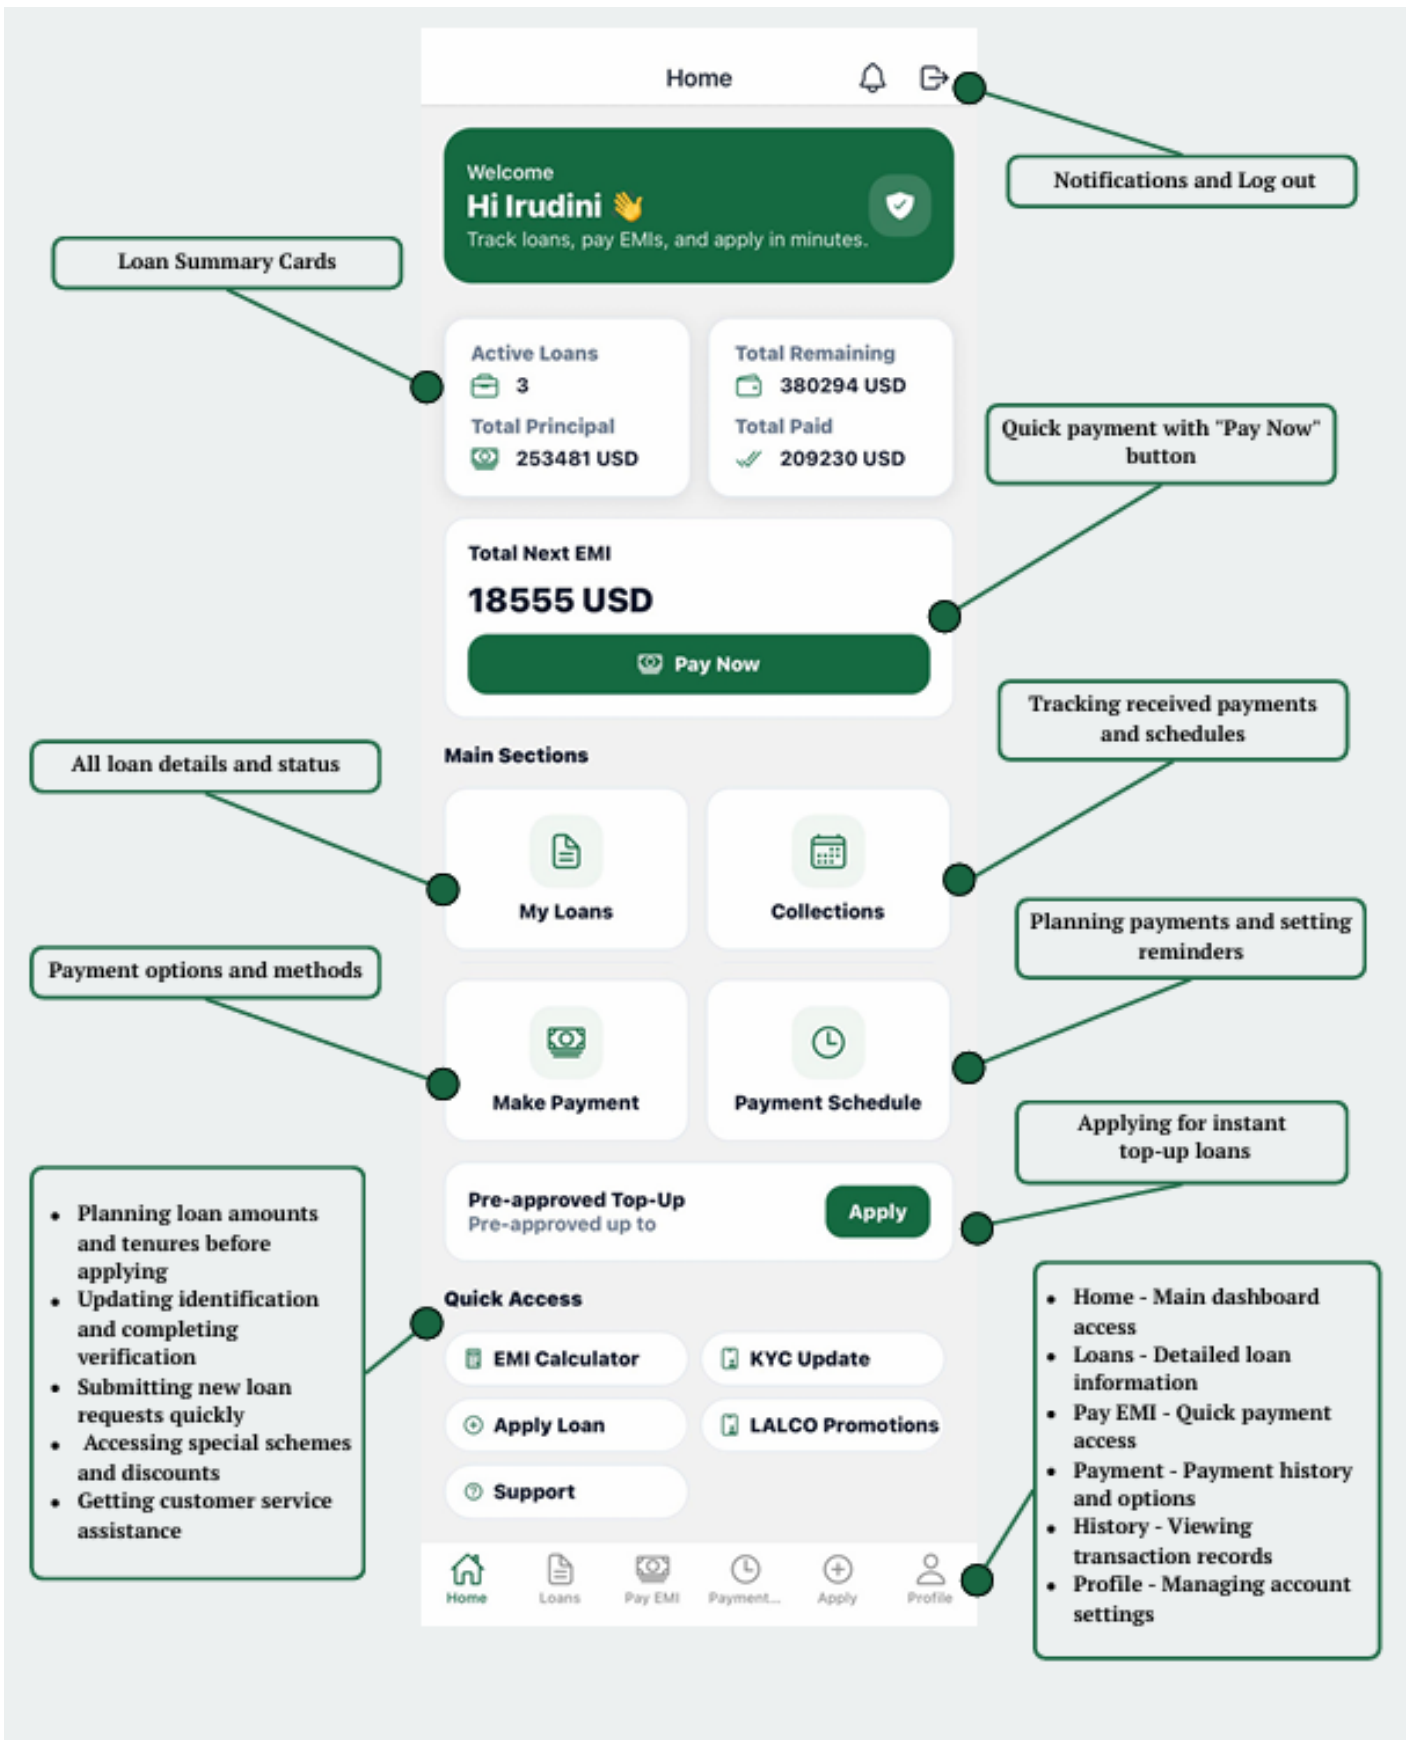 Home
Notifications and Log out
Welcome
Hi Irudini 👋
Track loans, pay EMIs, and apply in minutes.
Loan Summary Cards
Active Loans
3
Total Principal
253481 USD
Total Remaining
380294 USD
Total Paid
209230 USD
Quick payment with "Pay Now"
button
Total Next EMI
18555 USD
Pay Now
Tracking received payments
and schedules
Main Sections
All loan details and status
My Loans
Collections
Planning payments and setting
reminders
Payment options and methods
Make Payment
Payment Schedule
Applying for instant
top-up loans
Pre-approved Top-Up
Pre-approved up to
Apply
• Planning loan amounts
and tenures before
applying
• Updating identification
and completing
verification
• Submitting new loan
requests quickly
• Accessing special schemes
and discounts
• Getting customer service
assistance
Quick Access
EMI Calculator
KYC Update
Apply Loan
LALCO Promotions
Support
• Home - Main dashboard
access
• Loans - Detailed loan
information
• Pay EMI - Quick payment
access
• Payment - Payment history
and options
• History - Viewing
transaction records
• Profile - Managing account
settings
Home
Loans
Pay EMI
Payment...
Apply
Profile